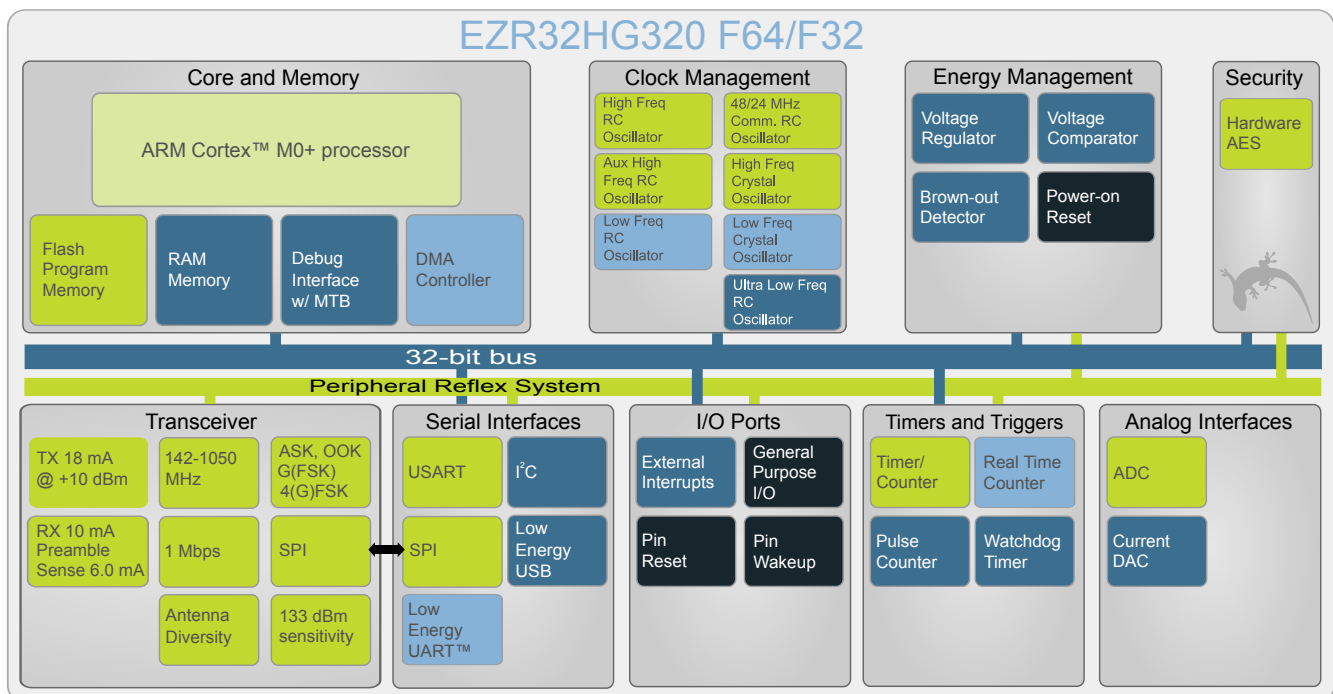 EZR32HG320 F64/F32
Core and Memory
ARM Cortex™ M0+ processor
Flash
Program
Memory
RAM
Memory
Debug
Interface
w/ MTB
DMA
Controller
Clock Management
High Freq
RC
Oscillator
48/24 MHz
Comm. RC
Oscillator
Aux High
Freq RC
Oscillator
High Freq
Crystal
Oscillator
Low Freq
RC
Oscillator
Low Freq
Crystal
Oscillator
Ultra Low Freq
RC
Oscillator
Energy Management
Voltage
Regulator
Voltage
Comparator
Brown-out
Detector
Power-on
Reset
Security
Hardware
AES
32-bit bus
Peripheral Reflex System
Transceiver
TX 18 mA
@ +10 dBm
142-1050
MHz
ASK, OOK
G(FSK)
4(G)FSK
RX 10 mA
Preamble
Sense 6.0 mA
1 Mbps
SPI
Antenna
Diversity
133 dBm
sensitivity
Serial Interfaces
USART
I²C
SPI
Low
Energy
USB
Low
Energy
UART™
I/O Ports
External
Interrupts
General
Purpose
I/O
Pin
Reset
Pin
Wakeup
Timers and Triggers
Timer/
Counter
Real Time
Counter
Pulse
Counter
Watchdog
Timer
Analog Interfaces
ADC
Current
DAC